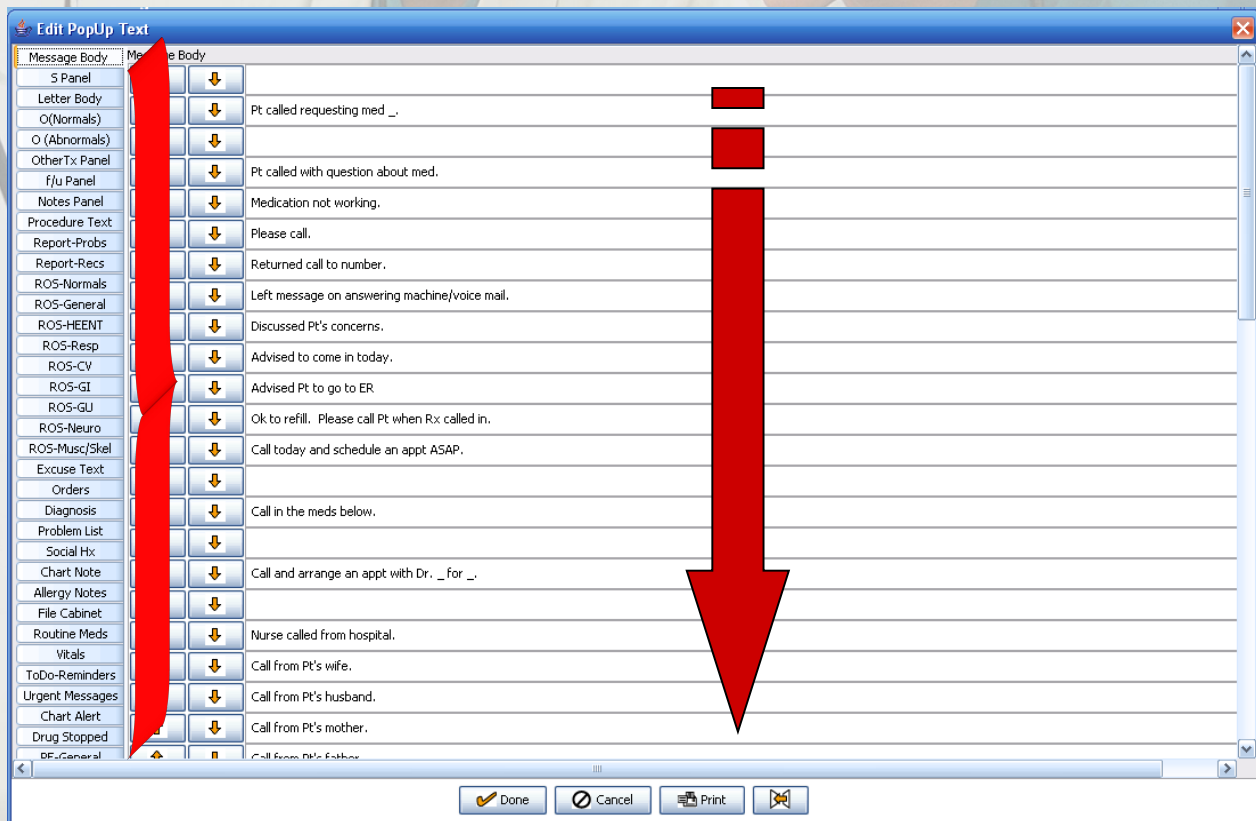 Edit PopUp Text
Message Body
Message Body
S Panel
Letter Body
O(Normals)
O (Abnormals)
OtherTx Panel
f/u Panel
Notes Panel
Procedure Text
Report-Probs
Report-Recs
ROS-Normals
ROS-General
ROS-HEENT
ROS-Resp
ROS-CV
ROS-GI
ROS-GU
ROS-Neuro
ROS-Musc/Skel
Excuse Text
Orders
Diagnosis
Problem List
Social Hx
Chart Note
Allergy Notes
File Cabinet
Routine Meds
Vitals
ToDo-Reminders
Urgent Messages
Chart Alert
Drug Stopped
PE-General
Pt called requesting med _.
Pt called with question about med.
Medication not working.
Please call.
Returned call to number.
Left message on answering machine/voice mail.
Discussed Pt's concerns.
Advised to come in today.
Advised Pt to go to ER
Ok to refill.  Please call Pt when Rx called in.
Call today and schedule an appt ASAP.
Call in the meds below.
Call and arrange an appt with Dr. _ for _.
Nurse called from hospital.
Call from Pt's wife.
Call from Pt's husband.
Call from Pt's mother.
Call from Pt's father
Done
Cancel
Print